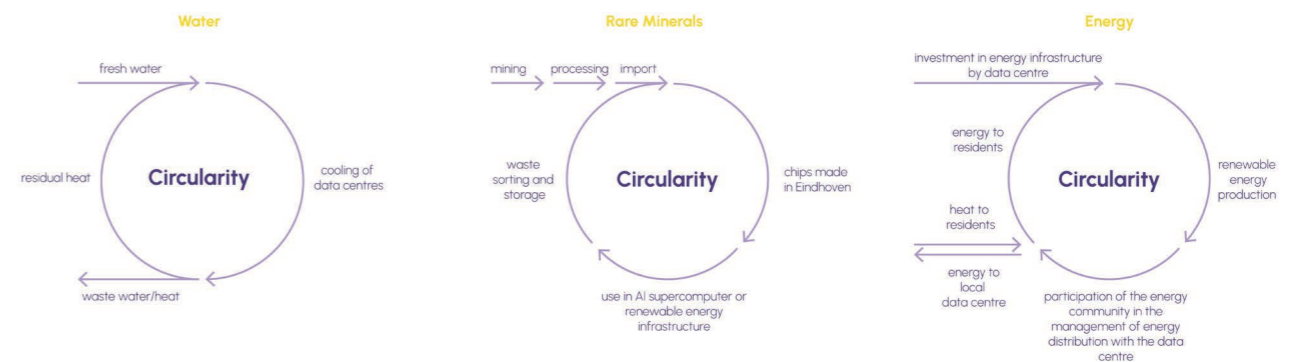 Water
fresh water
residual heat
Circularity
cooling of
data centres
waste water/heat
Rare Minerals
mining
processing
import
waste
sorting and
storage
Circularity
chips made
in Eindhoven
use in AI supercomputer or
renewable energy
infrastructure
Energy
investment in energy infrastructure
by data centre
energy to
residents
Circularity
renewable
energy
production
heat to
residents
energy to
local
data centre
participation of the energy
community in the
management of energy
distribution with the data
centre